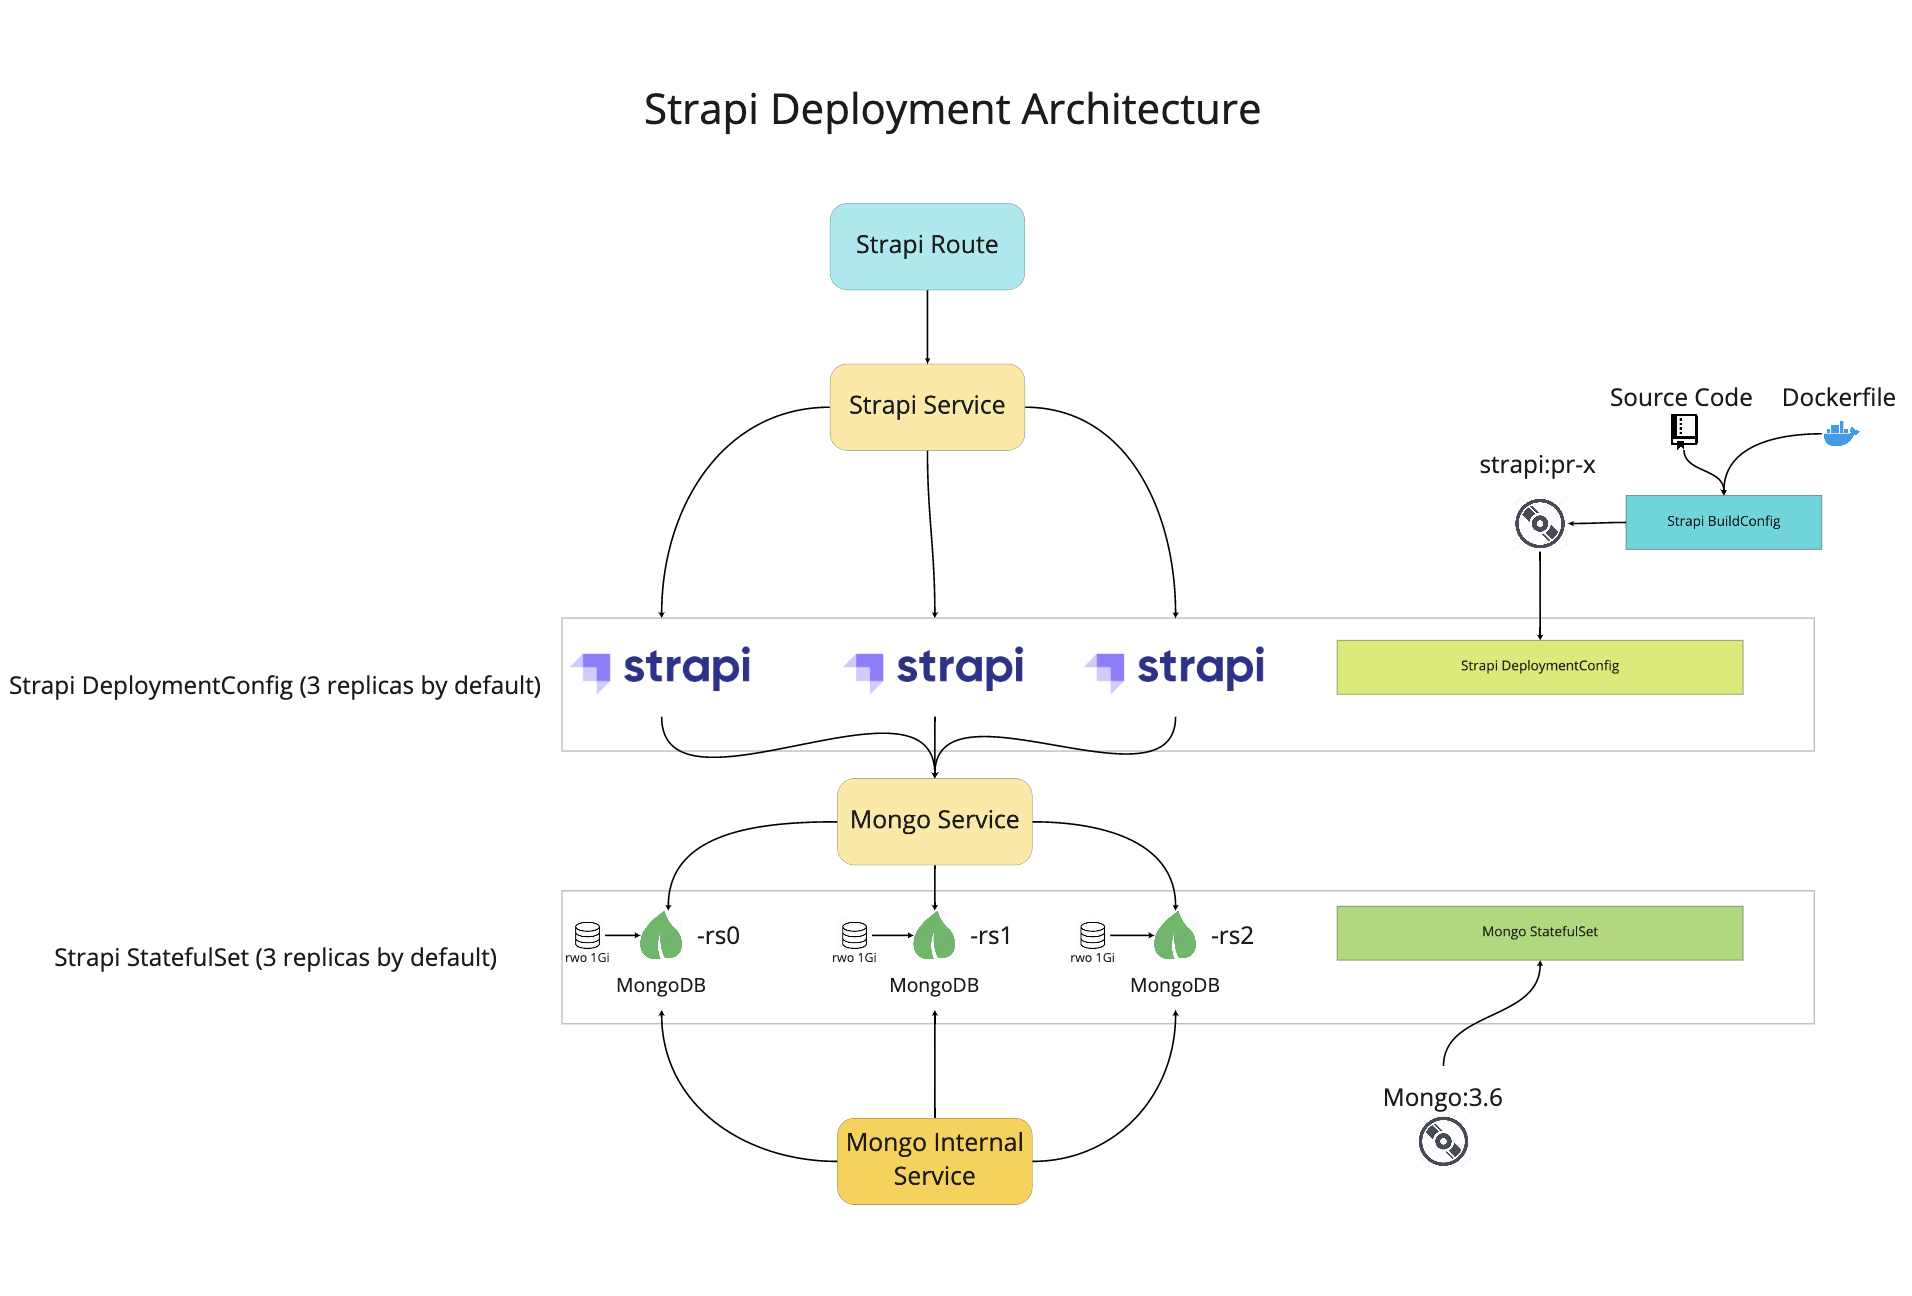 Strapi Deployment Architecture
Strapi Route
Strapi Service
Source Code
Dockerfile
strapi:pr-x
Strapi BuildConfig
Strapi DeploymentConfig (3 replicas by default)
strapi
strapi
strapi
Strapi DeploymentConfig
Mongo Service
Strapi StatefulSet (3 replicas by default)
rwo 1Gi
-rs0
MongoDB
rwo 1Gi
-rs1
MongoDB
rwo 1Gi
-rs2
MongoDB
Mongo StatefulSet
Mongo:3.6
Mongo Internal
Service